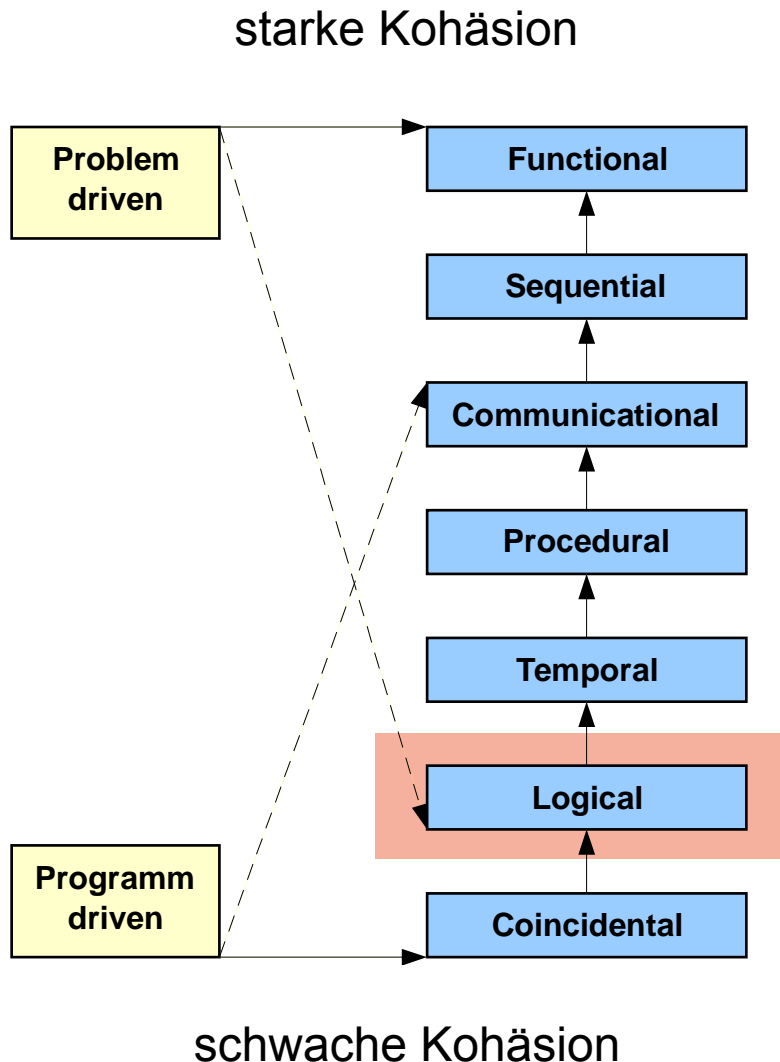 starke Kohäsion
Problem
driven
Functional
Sequential
Communicational
Procedural
Temporal
Logical
Programm
driven
Coincidental
schwache Kohäsion